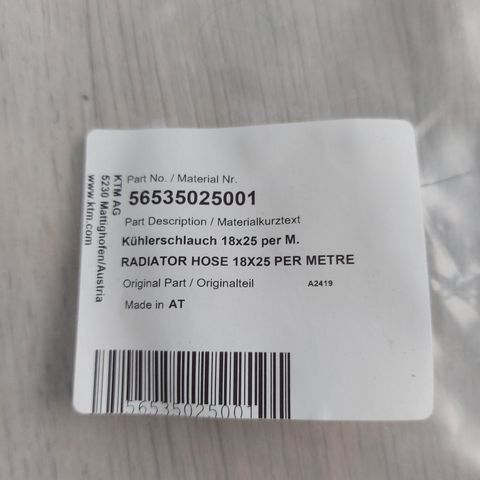 KTM AG
5230 Mattighofen/Austria
www.ktm.com
Part No. / Material Nr.
56535025001
Part Description / Materialkurztext
Kühlerschlauch 18x25 per M.
RADIATOR HOSE 18X25 PER METRE
Original Part / Originalteil A2419
Made in AT
56535025001